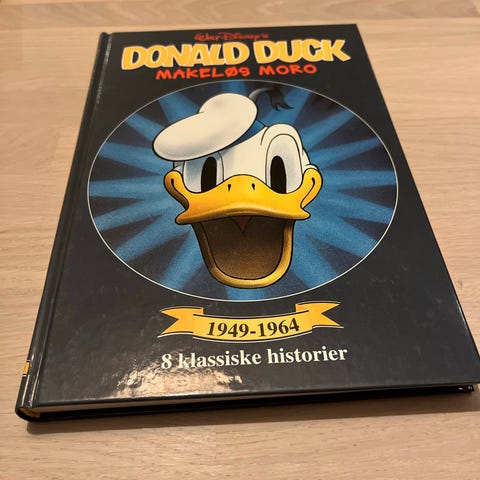 Walt Disney's
DONALD DUCK
MAKELØS MORO
1949-1964
8 klassiske historier